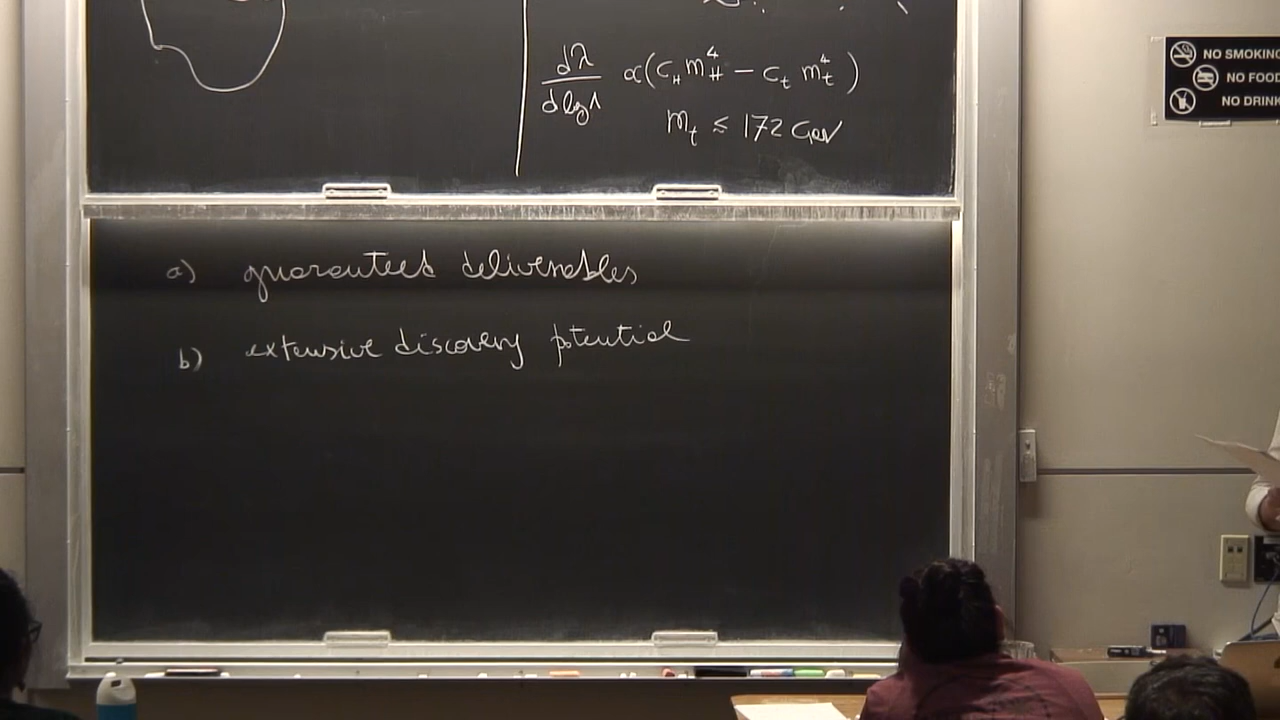 dλ/dlogΛ ∝ (c_H m_H^4 − c_t m_t^4)
m_t ≲ 172 GeV
a) guaranteed deliverables
b) extensive discovery potential
NO SMOKING
NO FOOD
NO DRINK